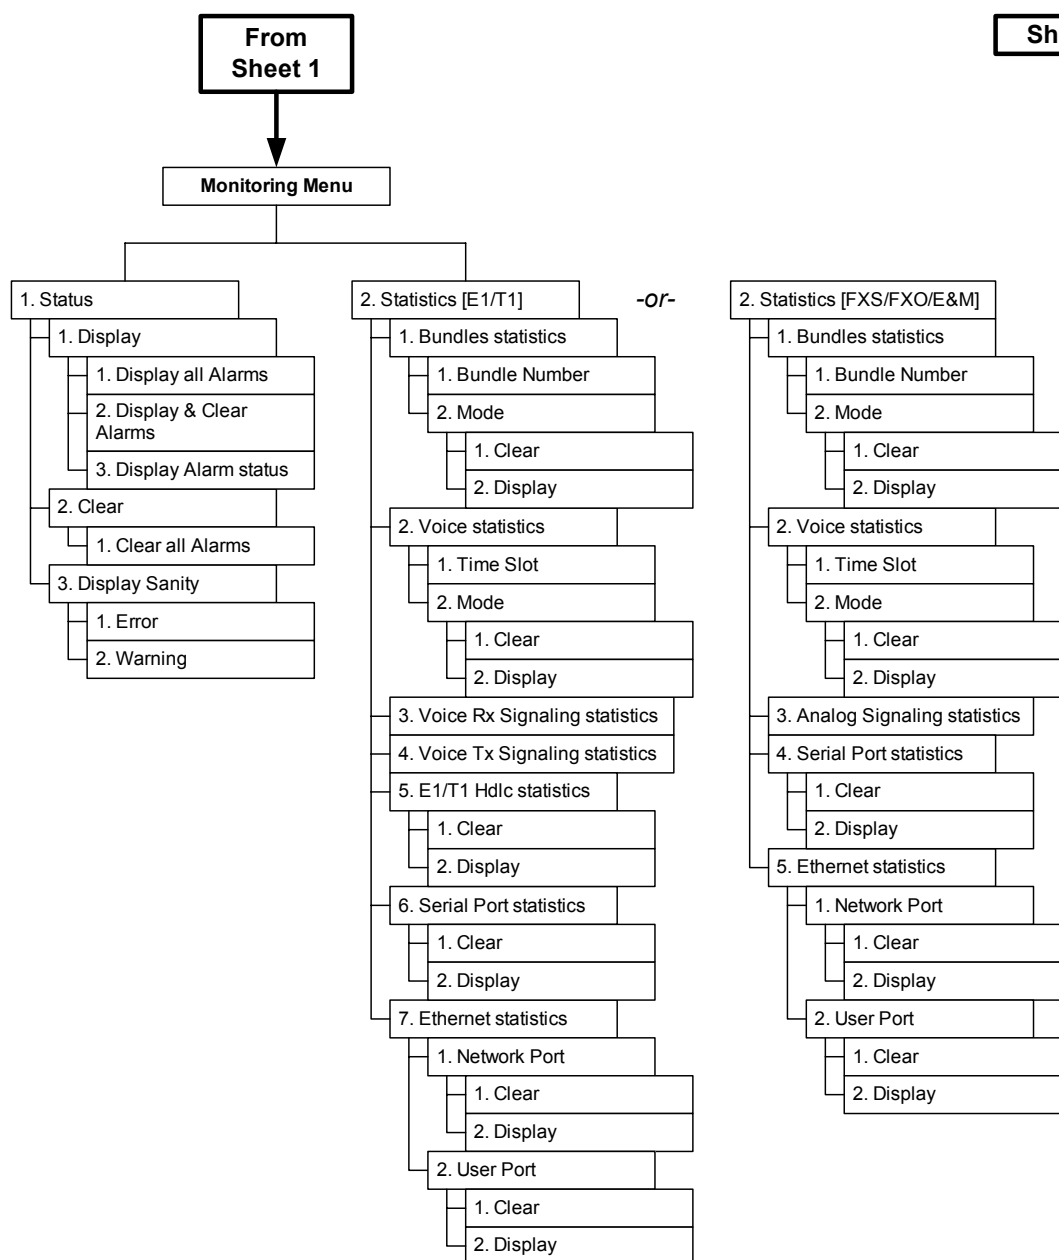 From
Sheet 1
Sh
Monitoring Menu
1. Status
1. Display
1. Display all Alarms
2. Display & Clear
Alarms
3. Display Alarm status
2. Clear
1. Clear all Alarms
3. Display Sanity
1. Error
2. Warning
2. Statistics [E1/T1]
1. Bundles statistics
1. Bundle Number
2. Mode
1. Clear
2. Display
2. Voice statistics
1. Time Slot
2. Mode
1. Clear
2. Display
3. Voice Rx Signaling statistics
4. Voice Tx Signaling statistics
5. E1/T1 Hdlc statistics
1. Clear
2. Display
6. Serial Port statistics
1. Clear
2. Display
7. Ethernet statistics
1. Network Port
1. Clear
2. Display
2. User Port
1. Clear
2. Display
-or-
2. Statistics [FXS/FXO/E&M]
1. Bundles statistics
1. Bundle Number
2. Mode
1. Clear
2. Display
2. Voice statistics
1. Time Slot
2. Mode
1. Clear
2. Display
3. Analog Signaling statistics
4. Serial Port statistics
1. Clear
2. Display
5. Ethernet statistics
1. Network Port
1. Clear
2. Display
2. User Port
1. Clear
2. Display